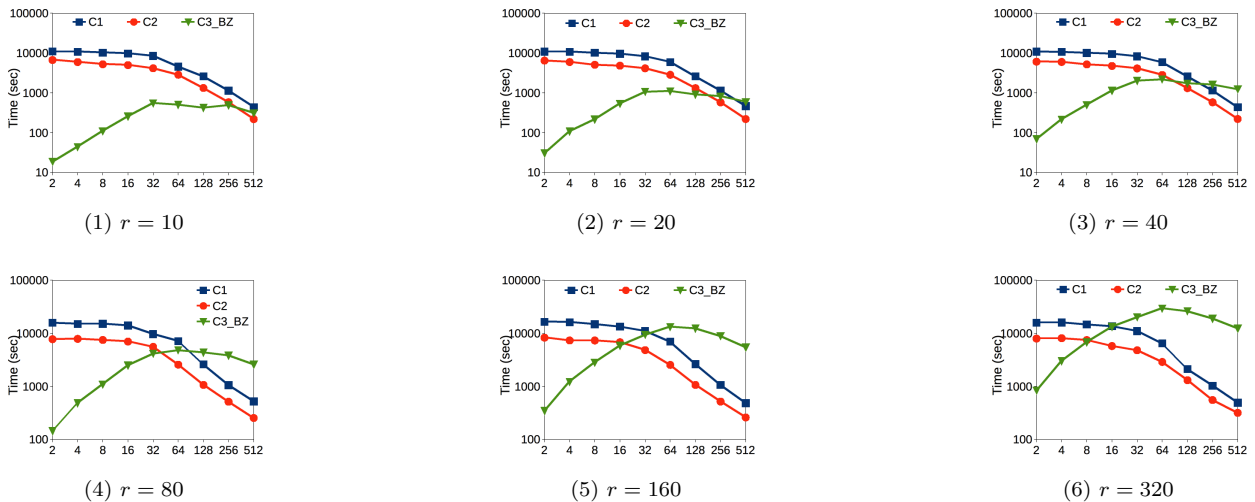 100000
10000
1000
100
10
Time (sec)
C1 C2 C3_BZ
2 4 8 16 32 64 128 256 512
(1) r = 10
100000
10000
1000
100
10
Time (sec)
C1 C2 C3_BZ
2 4 8 16 32 64 128 256 512
(2) r = 20
100000
10000
1000
100
10
Time (sec)
C1 C2 C3_BZ
2 4 8 16 32 64 128 256 512
(3) r = 40
100000
10000
1000
100
Time (sec)
C1
C2
C3_BZ
2 4 8 16 32 64 128 256 512
(4) r = 80
100000
10000
1000
100
Time (sec)
C1 C2 C3_BZ
2 4 8 16 32 64 128 256 512
(5) r = 160
100000
10000
1000
100
Time (sec)
C1 C2 C3_BZ
2 4 8 16 32 64 128 256 512
(6) r = 320